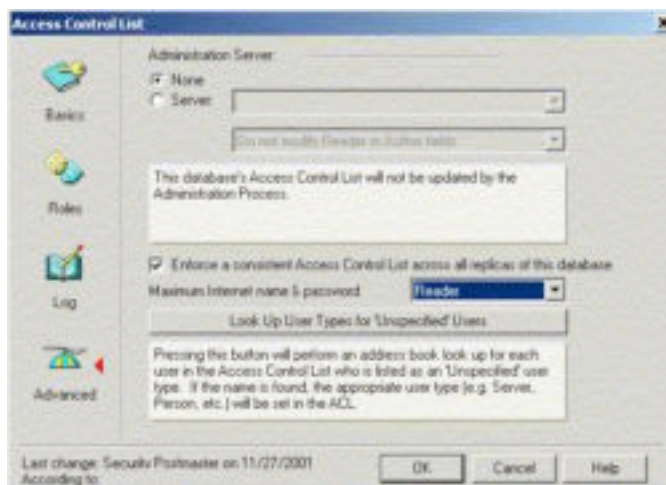 Access Control List
Administration Server
None
Server
Do not modify Reader or Author fields
This database's Access Control List will not be updated by the
Administration Process.
Enforce a consistent Access Control List across all replicas of this database
Maximum Internet name & password
Reader
Look Up User Types for 'Unspecified' Users
Pressing this button will perform an address book look up for each
user in the Access Control List who is listed as an 'Unspecified' user
type. If the name is found, the appropriate user type (e.g. Server,
Person, etc.) will be set in the ACL.
Basics
Roles
Log
Advanced
Last change: Security Postmaster on 11/27/2001
According to:
OK
Cancel
Help